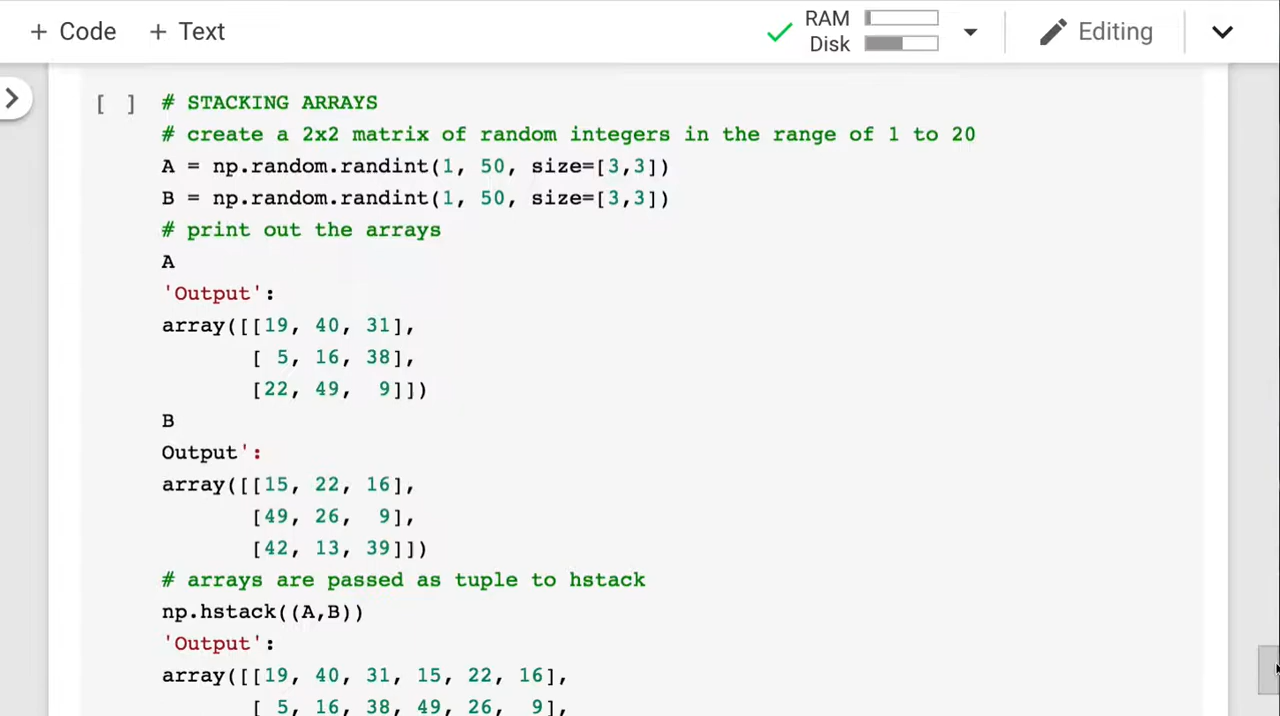 + Code + Text RAM Disk Editing
[ ] # STACKING ARRAYS
# create a 2x2 matrix of random integers in the range of 1 to 20
A = np.random.randint(1, 50, size=[3,3])
B = np.random.randint(1, 50, size=[3,3])
# print out the arrays
A
'Output':
array([[19, 40, 31],
       [ 5, 16, 38],
       [22, 49,  9]])
B
Output':
array([[15, 22, 16],
       [49, 26,  9],
       [42, 13, 39]])
# arrays are passed as tuple to hstack
np.hstack((A,B))
'Output':
array([[19, 40, 31, 15, 22, 16],
       [ 5, 16, 38, 49, 26,  9],